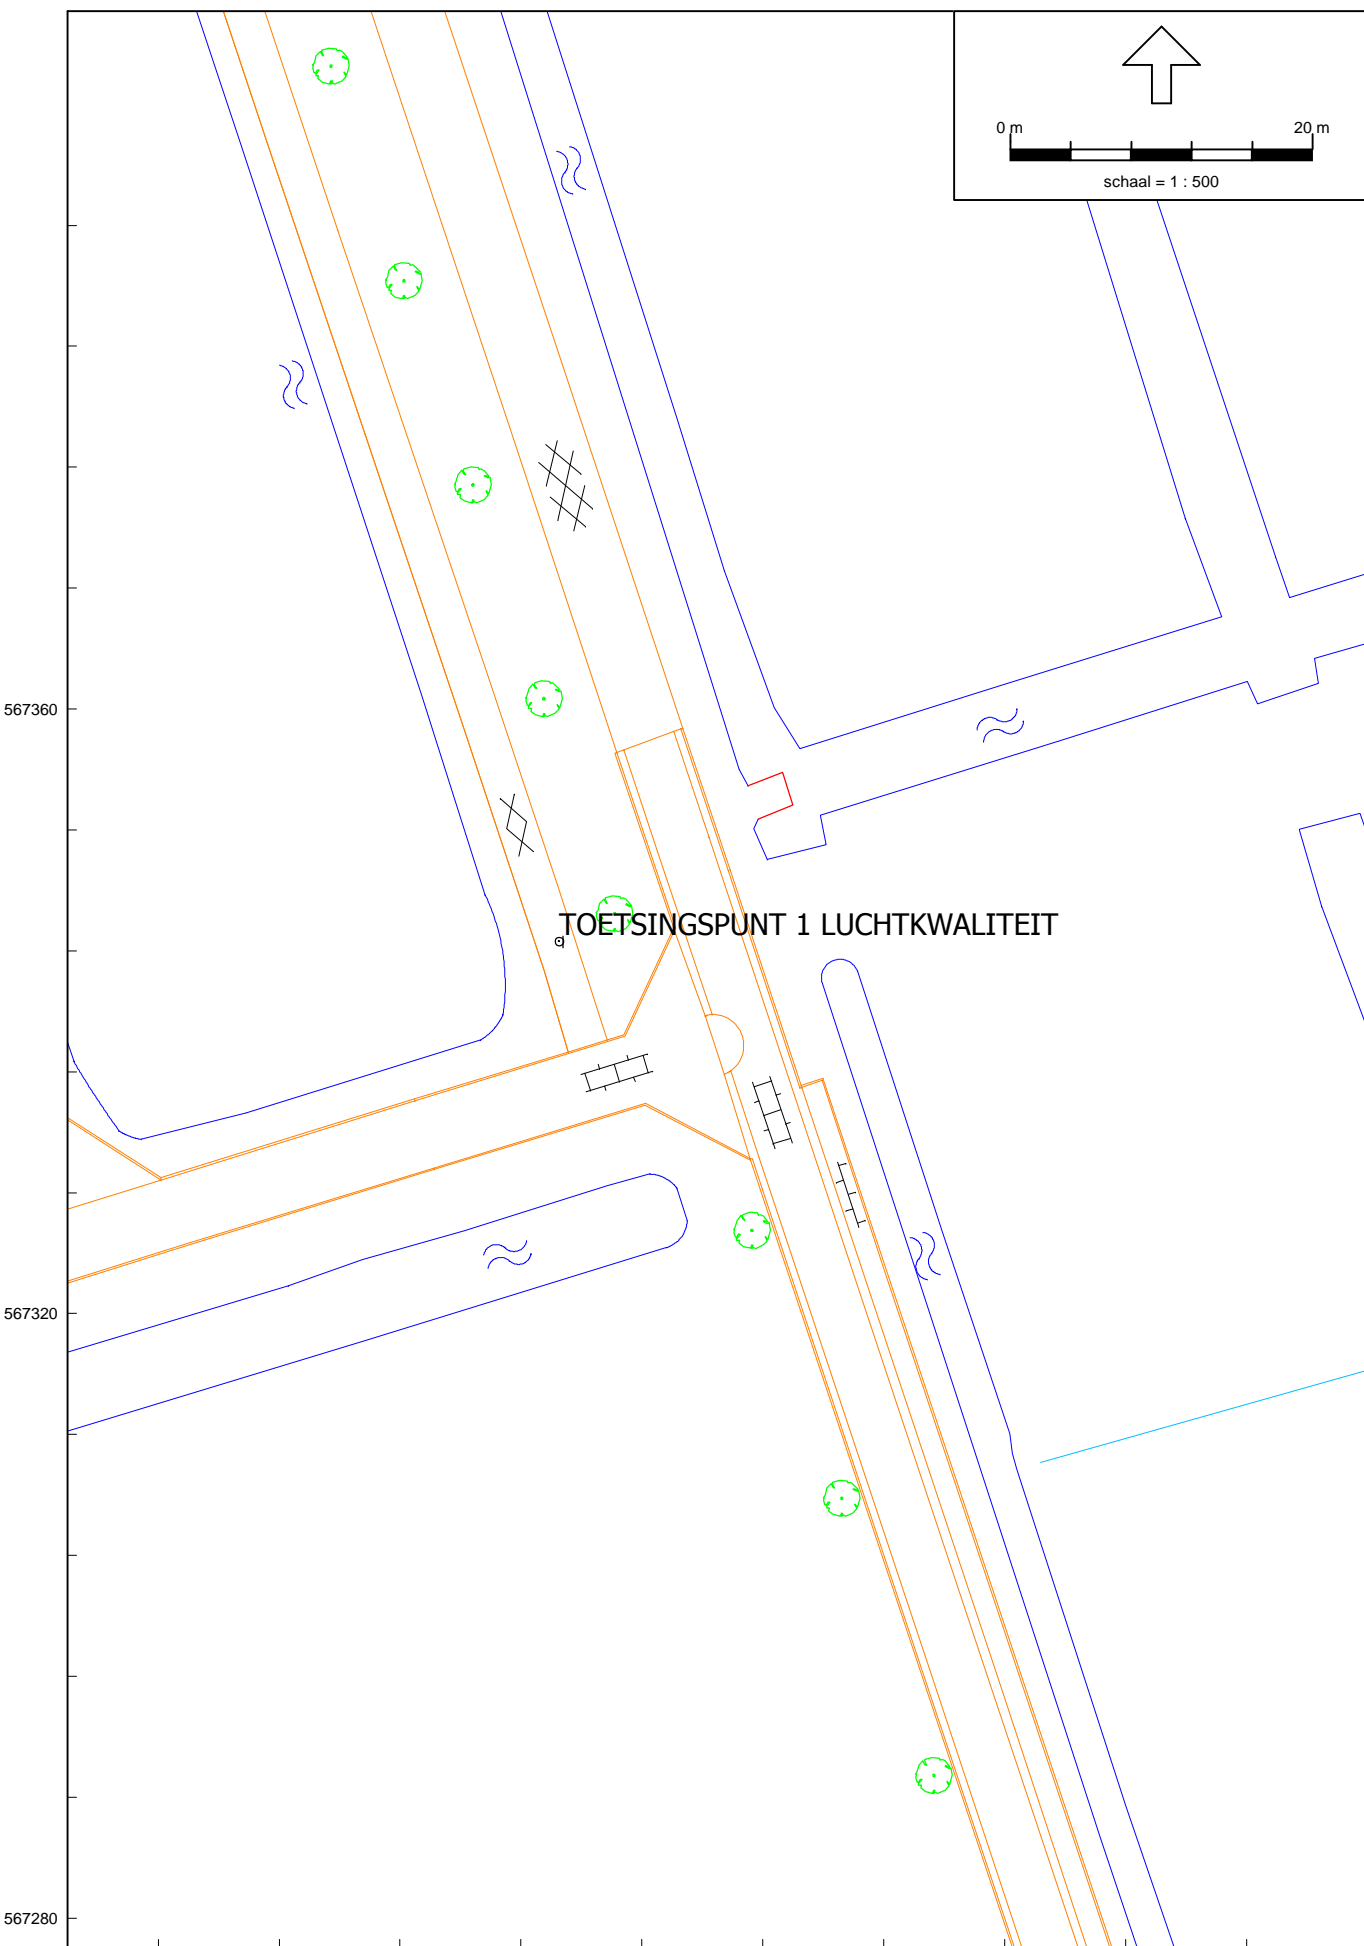 0 m 20 m
schaal = 1 : 500
567360
TOETSINGSPUNT 1 LUCHTKWALITEIT
567320
567280